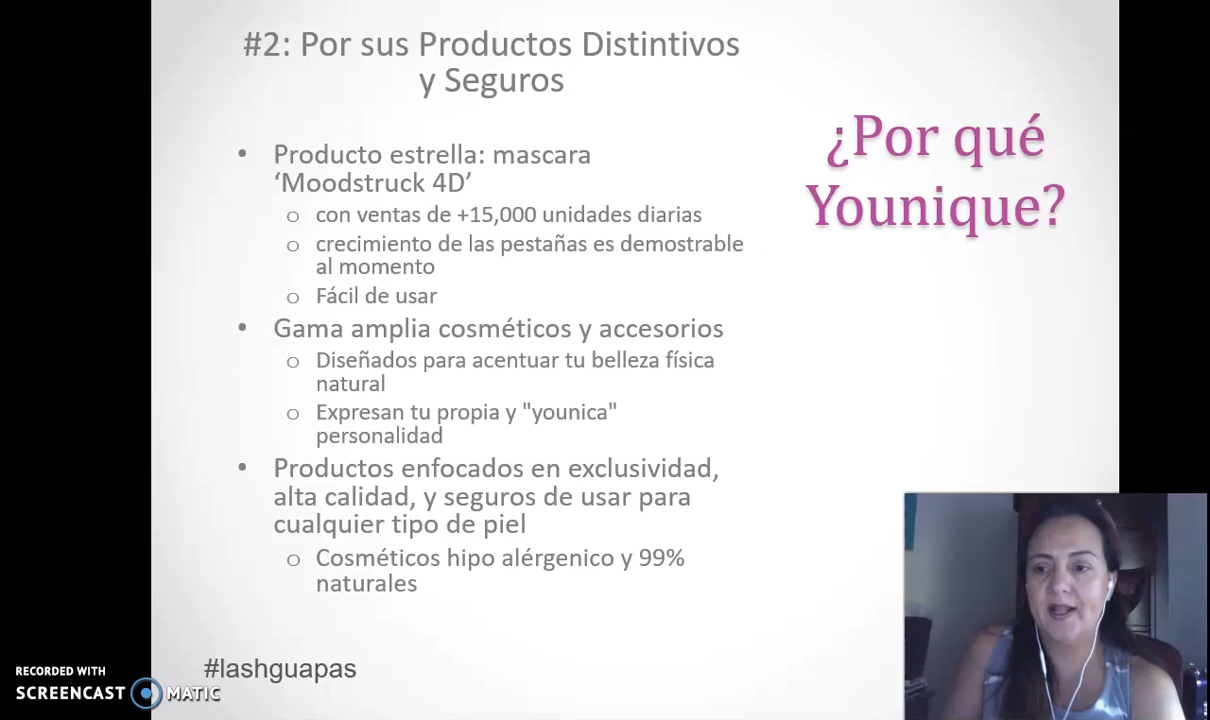 #2: Por sus Productos Distintivos
y Seguros
• Producto estrella: mascara
‘Moodstruck 4D’
o con ventas de +15,000 unidades diarias
o crecimiento de las pestañas es demostrable
al momento
o Fácil de usar
• Gama amplia cosméticos y accesorios
o Diseñados para acentuar tu belleza física
natural
o Expresan tu propia y "younica"
personalidad
• Productos enfocados en exclusividad,
alta calidad, y seguros de usar para
cualquier tipo de piel
o Cosméticos hipo alérgenico y 99%
naturales
¿Por qué
Younique?
#lashguapas
RECORDED WITH
SCREENCAST MATIC